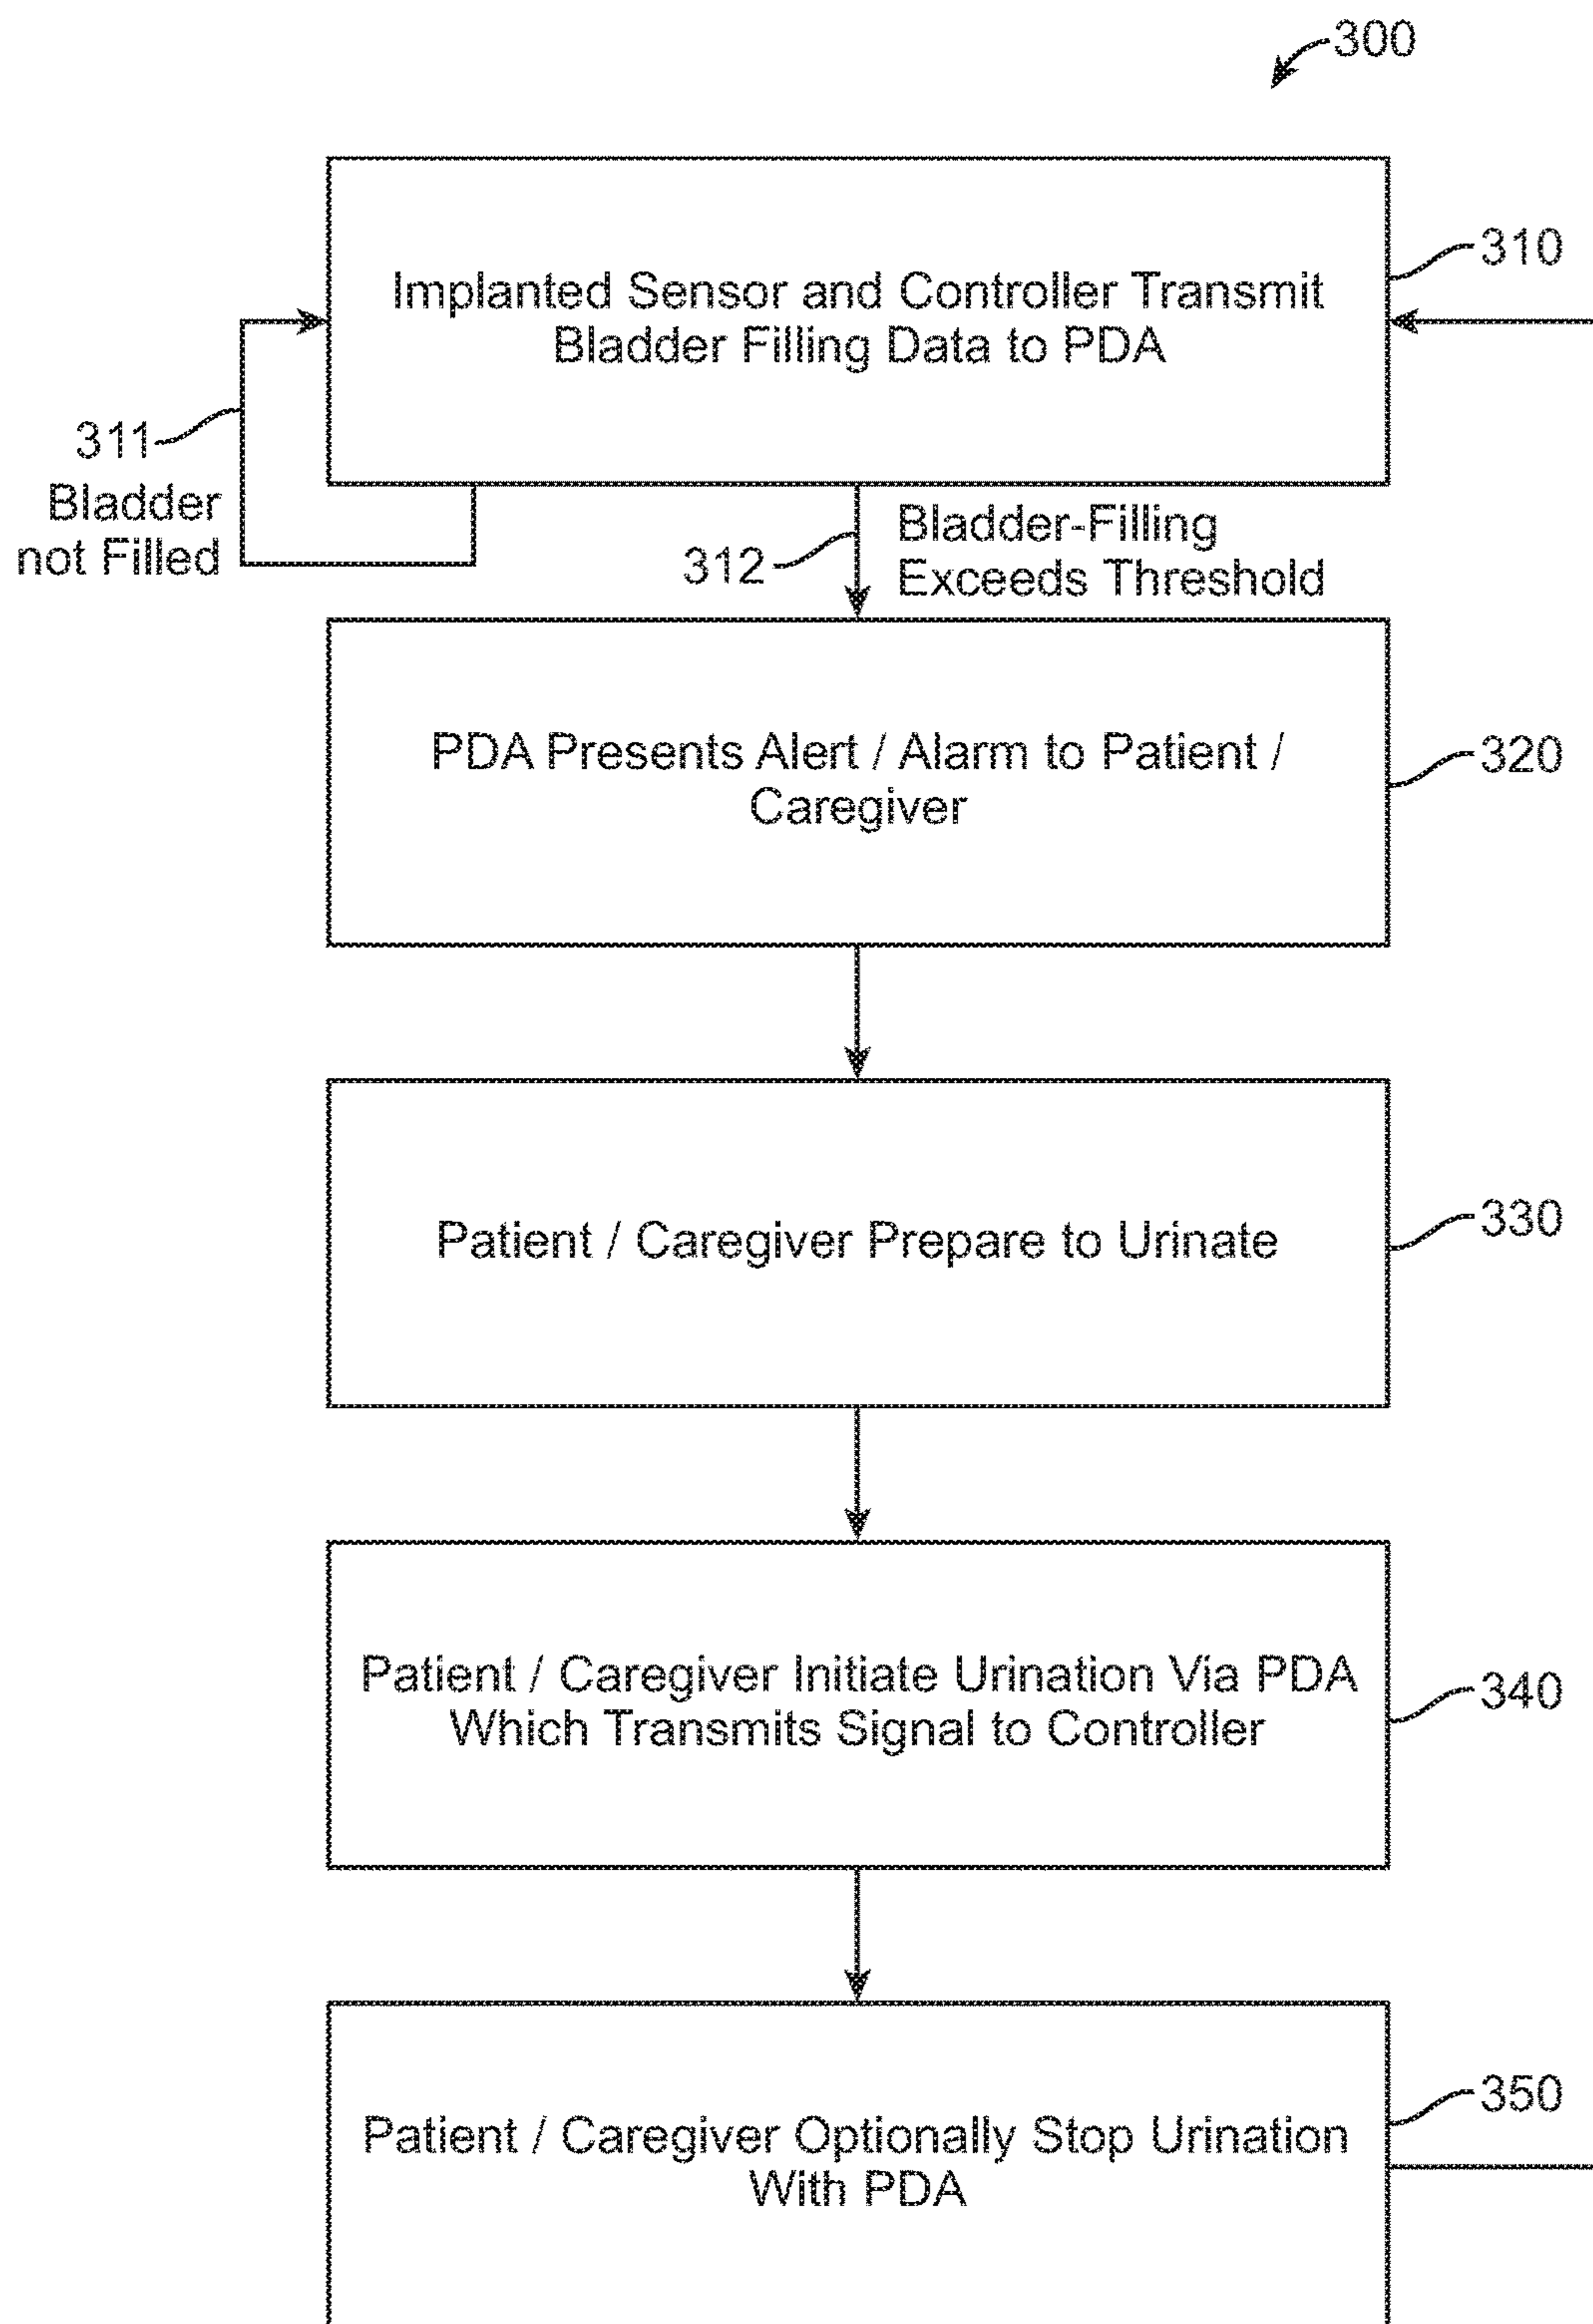 300
Implanted Sensor and Controller Transmit
Bladder Filling Data to PDA
310
311
Bladder
not Filled
312
Bladder-Filling
Exceeds Threshold
PDA Presents Alert / Alarm to Patient /
Caregiver
320
Patient / Caregiver Prepare to Urinate
330
Patient / Caregiver Initiate Urination Via PDA
Which Transmits Signal to Controller
340
Patient / Caregiver Optionally Stop Urination
With PDA
350